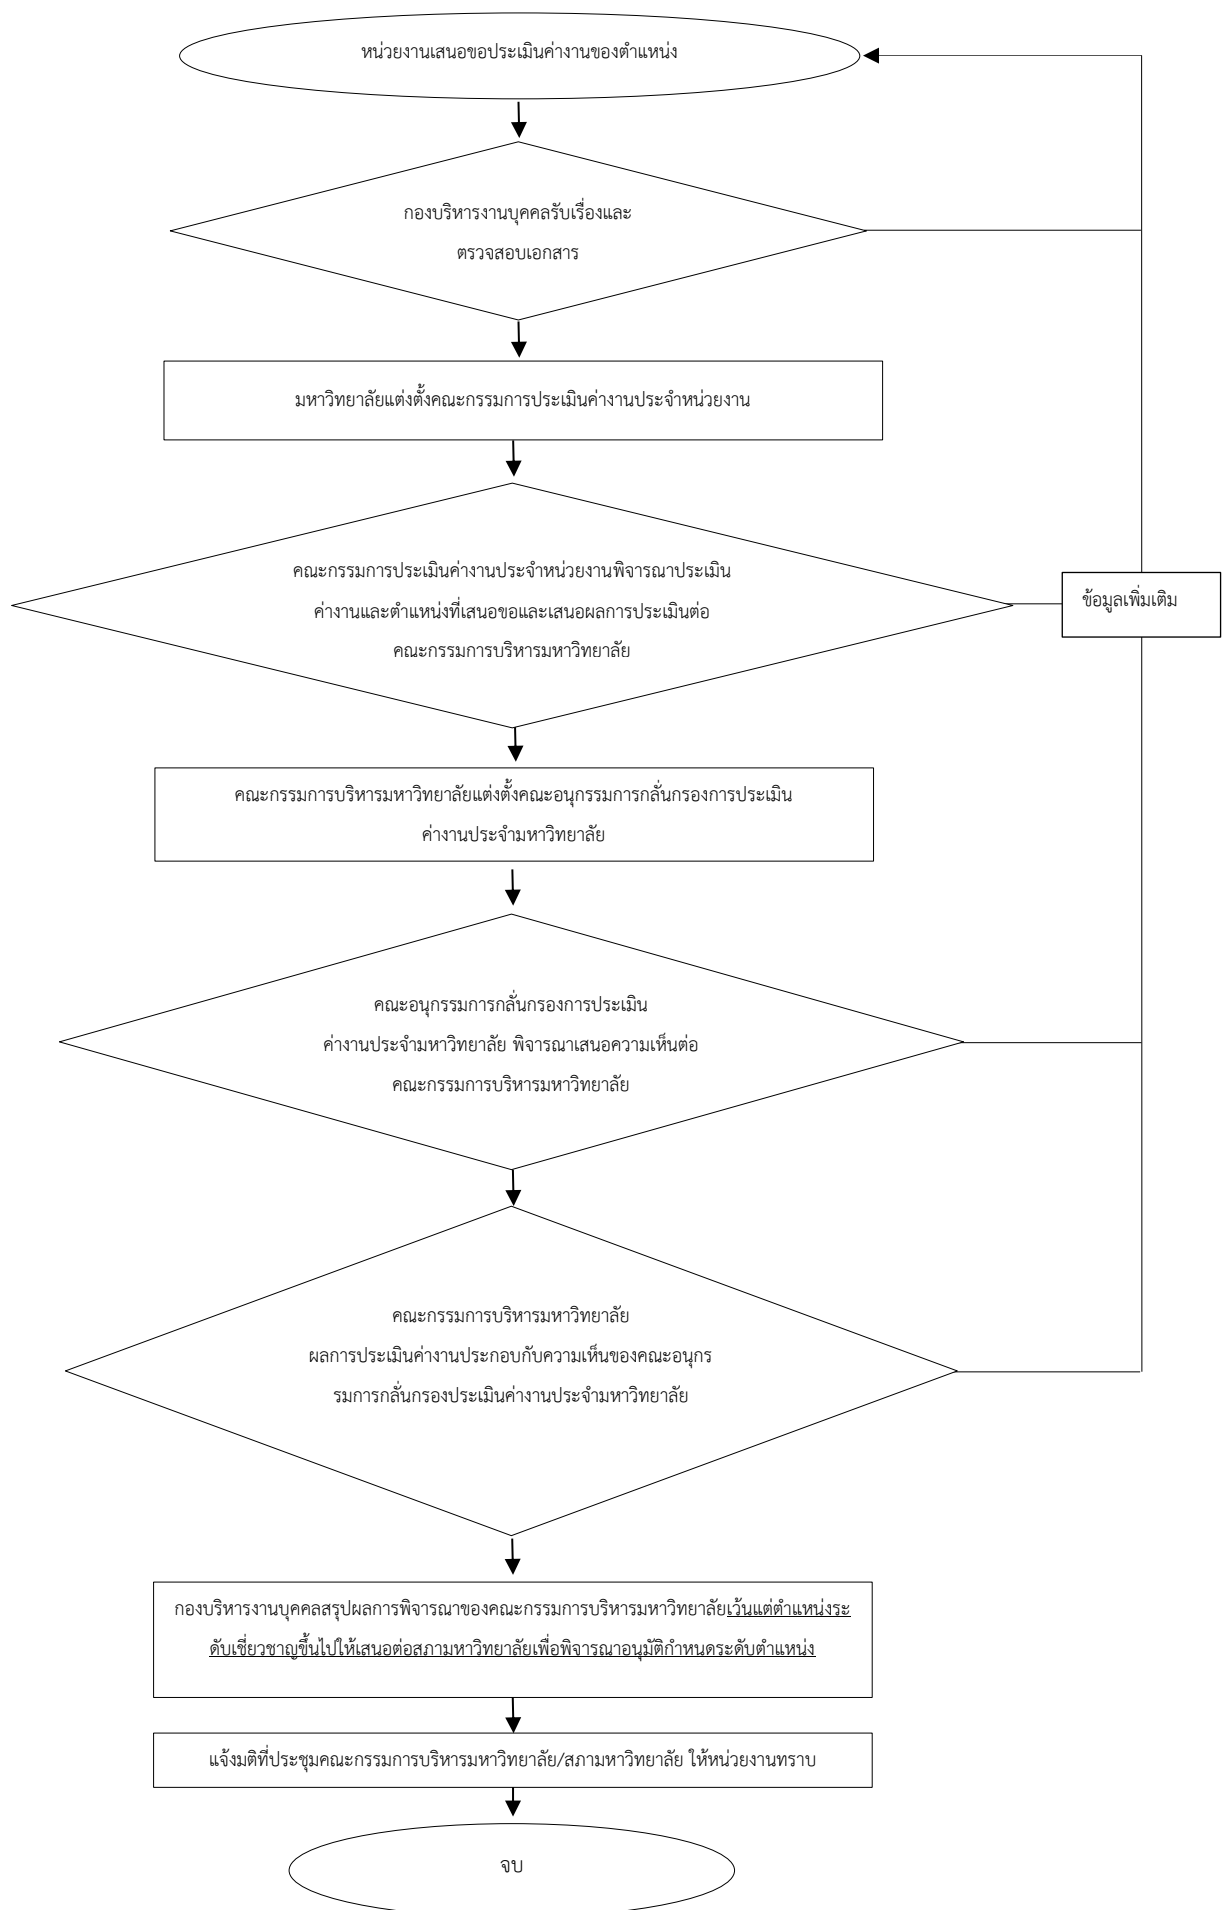 หน่วยงานเสนอขอประเมินค่างานของตำแหน่ง
กองบริหารงานบุคคลรับเรื่องและ
ตรวจสอบเอกสาร
มหาวิทยาลัยแต่งตั้งคณะกรรมการประเมินค่างานประจำหน่วยงาน
คณะกรรมการประเมินค่างานประจำหน่วยงานพิจารณาประเมิน
ค่างานและตำแหน่งที่เสนอขอและเสนอผลการประเมินต่อ
คณะกรรมการบริหารมหาวิทยาลัย
ข้อมูลเพิ่มเติม
คณะกรรมการบริหารมหาวิทยาลัยแต่งตั้งคณะอนุกรรมการกลั่นกรองการประเมิน
ค่างานประจำมหาวิทยาลัย
คณะอนุกรรมการกลั่นกรองการประเมิน
ค่างานประจำมหาวิทยาลัย พิจารณาเสนอความเห็นต่อ
คณะกรรมการบริหารมหาวิทยาลัย
คณะกรรมการบริหารมหาวิทยาลัย
ผลการประเมินค่างานประกอบกับความเห็นของคณะอนุกร
รมการกลั่นกรองประเมินค่างานประจำมหาวิทยาลัย
กองบริหารงานบุคคลสรุปผลการพิจารณาของคณะกรรมการบริหารมหาวิทยาลัยเว้นแต่ตำแหน่งระ
ดับเชี่ยวชาญขึ้นไปให้เสนอต่อสภามหาวิทยาลัยเพื่อพิจารณาอนุมัติกำหนดระดับตำแหน่ง
แจ้งมติที่ประชุมคณะกรรมการบริหารมหาวิทยาลัย/สภามหาวิทยาลัย ให้หน่วยงานทราบ
จบ